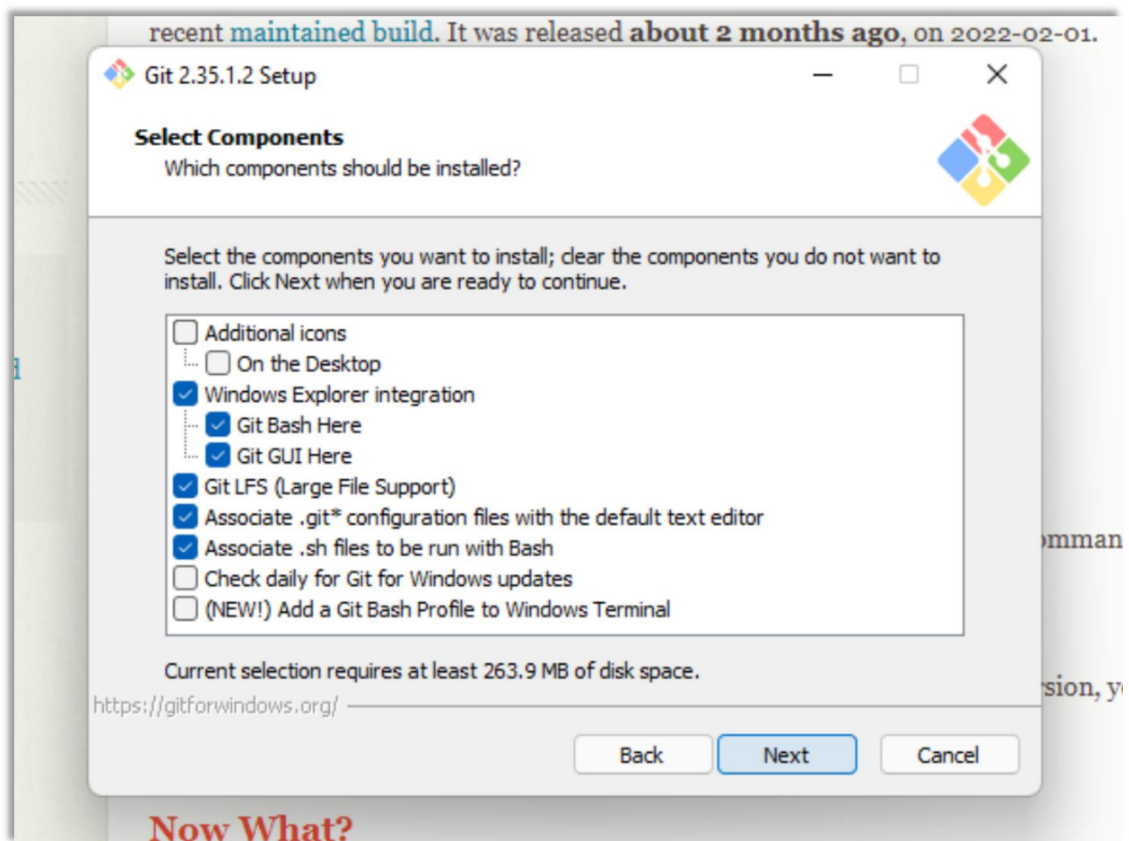 recent maintained build. It was released about 2 months ago, on 2022-02-01.
Git 2.35.1.2 Setup
Select Components
Which components should be installed?
Select the components you want to install; clear the components you do not want to
install. Click Next when you are ready to continue.
Additional icons
On the Desktop
Windows Explorer integration
Git Bash Here
Git GUI Here
Git LFS (Large File Support)
Associate .git* configuration files with the default text editor
Associate .sh files to be run with Bash
Check daily for Git for Windows updates
(NEW!) Add a Git Bash Profile to Windows Terminal
Current selection requires at least 263.9 MB of disk space.
https://gitforwindows.org/
Back Next Cancel
Now What?